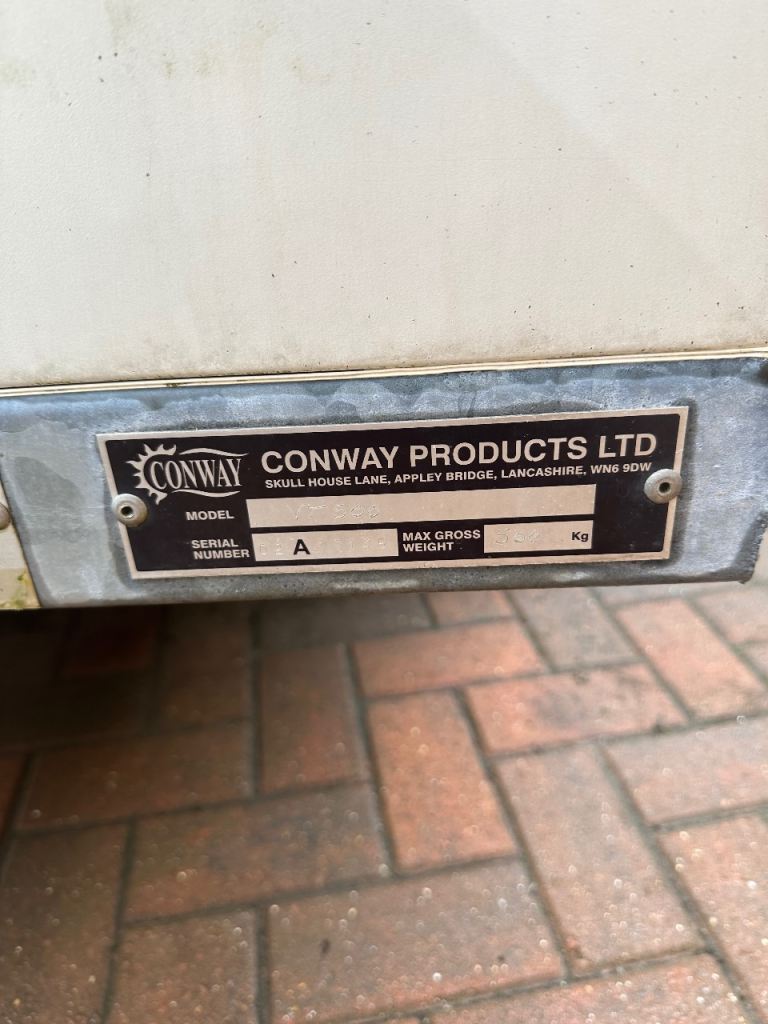 CONWAY
CONWAY PRODUCTS LTD
SKULL HOUSE LANE, APPLEY BRIDGE, LANCASHIRE, WN6 9DW
MODEL
SERIAL NUMBER A
MAX GROSS WEIGHT Kg